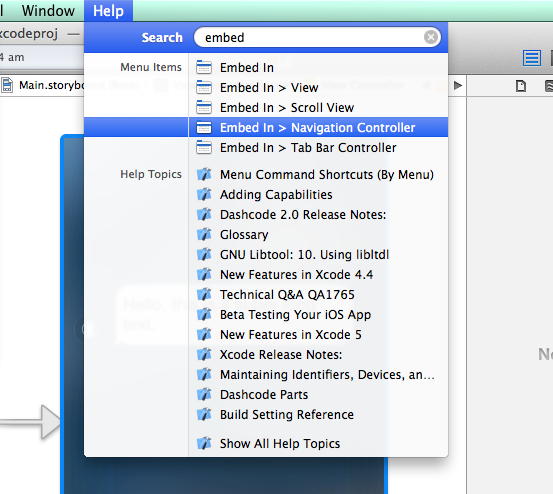 Window Help
xcodeproj
Search embed
4 am
Menu Items Embed In
Main.storybo
Embed In > View
Embed In > Scroll View
Embed In > Navigation Controller
Embed In > Tab Bar Controller
Help Topics Menu Command Shortcuts (By Menu)
Adding Capabilities
Dashcode 2.0 Release Notes:
Glossary
GNU Libtool: 10. Using libltdl
New Features in Xcode 4.4
Technical Q&A QA1765
Beta Testing Your iOS App
New Features in Xcode 5
Xcode Release Notes:
No
Maintaining Identifiers, Devices, an...
Dashcode Parts
Build Setting Reference
Show All Help Topics